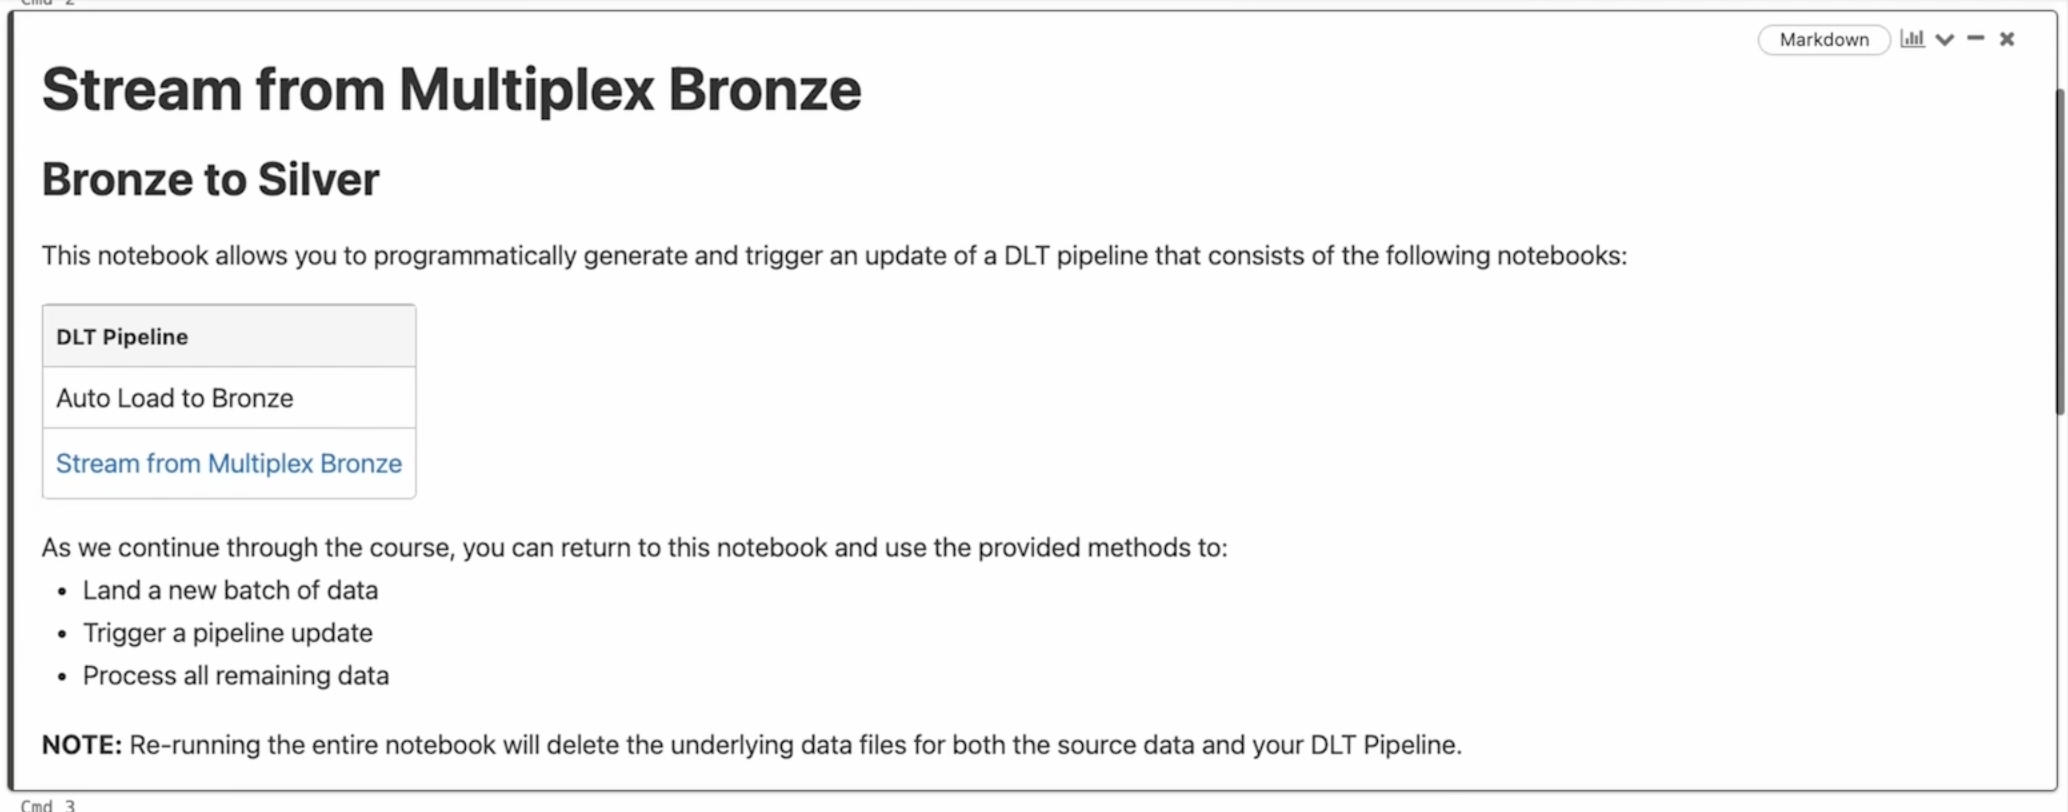 Cmd 2
Markdown
Stream from Multiplex Bronze
Bronze to Silver
This notebook allows you to programmatically generate and trigger an update of a DLT pipeline that consists of the following notebooks:
DLT Pipeline
Auto Load to Bronze
Stream from Multiplex Bronze
As we continue through the course, you can return to this notebook and use the provided methods to:
• Land a new batch of data
• Trigger a pipeline update
• Process all remaining data
NOTE: Re-running the entire notebook will delete the underlying data files for both the source data and your DLT Pipeline.
Cmd 3